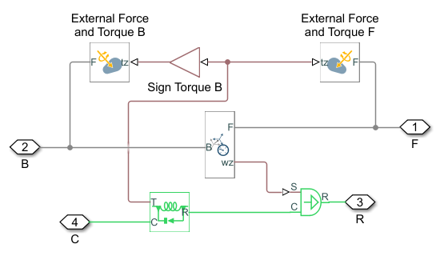 External Force
and Torque B
External Force
and Torque F
F
tz
tz
F
Sign Torque B
2
B
B
F
wz
1
F
T
C
R
S
C
R
4
C
3
R